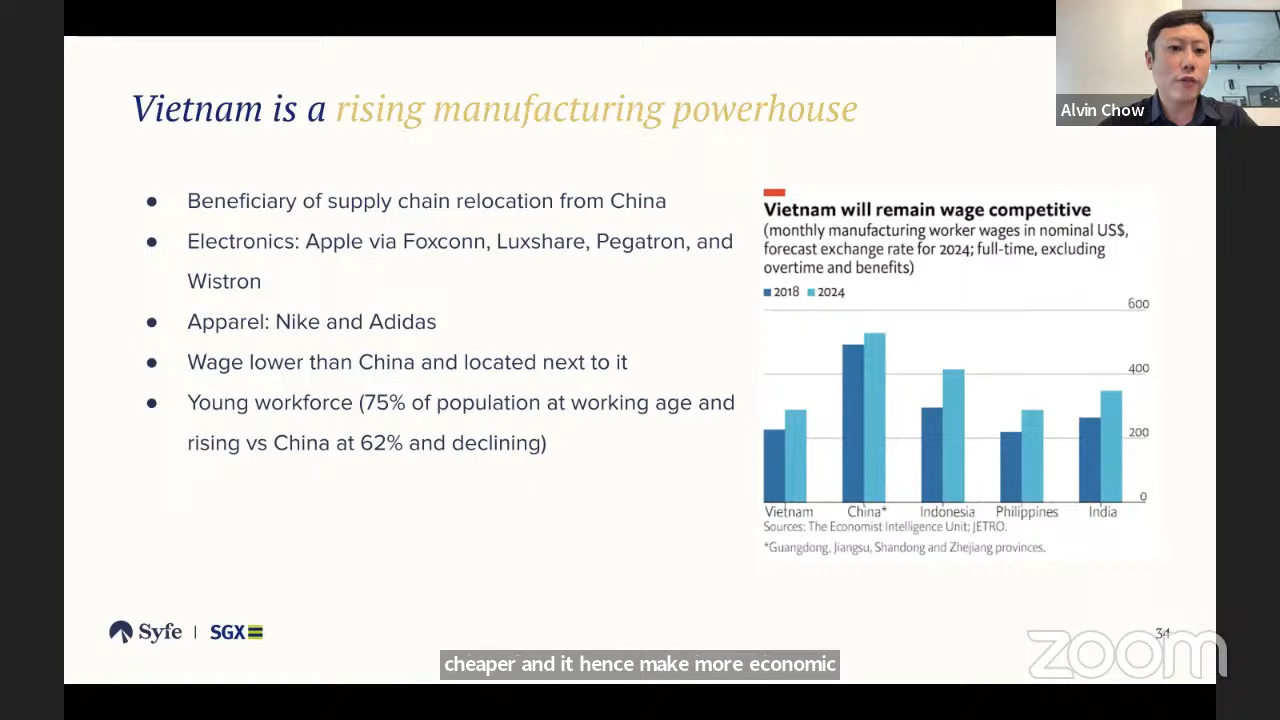 Alvin Chow
Vietnam is a rising manufacturing powerhouse
● Beneficiary of supply chain relocation from China
● Electronics: Apple via Foxconn, Luxshare, Pegatron, and
Wistron
● Apparel: Nike and Adidas
● Wage lower than China and located next to it
● Young workforce (75% of population at working age and
rising vs China at 62% and declining)
Vietnam will remain wage competitive
(monthly manufacturing worker wages in nominal US$,
forecast exchange rate for 2024; full-time, excluding
overtime and benefits)
2018 2024
600
400
200
0
Vietnam China* Indonesia Philippines India
Sources: The Economist Intelligence Unit; JETRO.
*Guangdong, Jiangsu, Shandong and Zhejiang provinces.
Syfe | SGX
34
zoom
cheaper and it hence make more economic